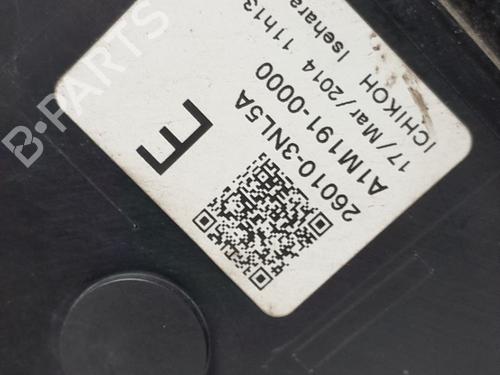 B-PARTS
E
26010-3NL5A
A1M191-0000
17/Mar/2014 11h13
ICHIKOH Isehara